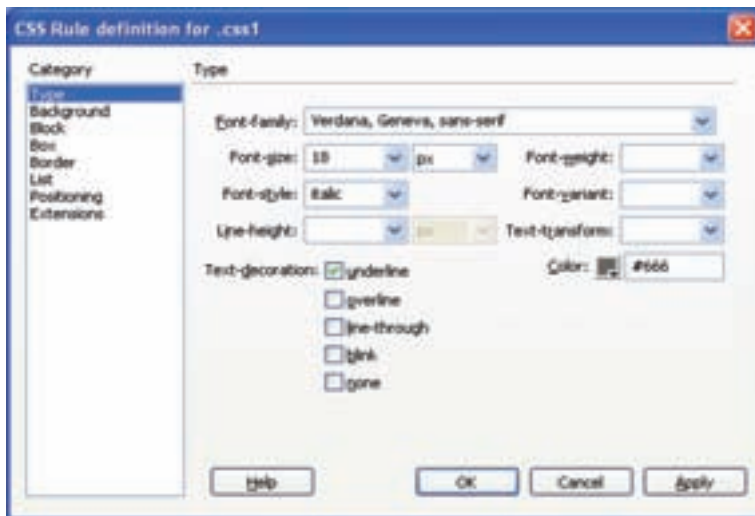 CSS Rule definition for .css1
Category
Type
Type
Background
Block
Box
Border
List
Positioning
Extensions
Font-family: Verdana, Geneva, sans-serif
Font-size: 18 px Font-weight:
Font-style: italic Font-variant:
Line-height: px Text-transform:
Text-decoration: underline Color: #666
overline
line-through
blink
none
Help OK Cancel Apply